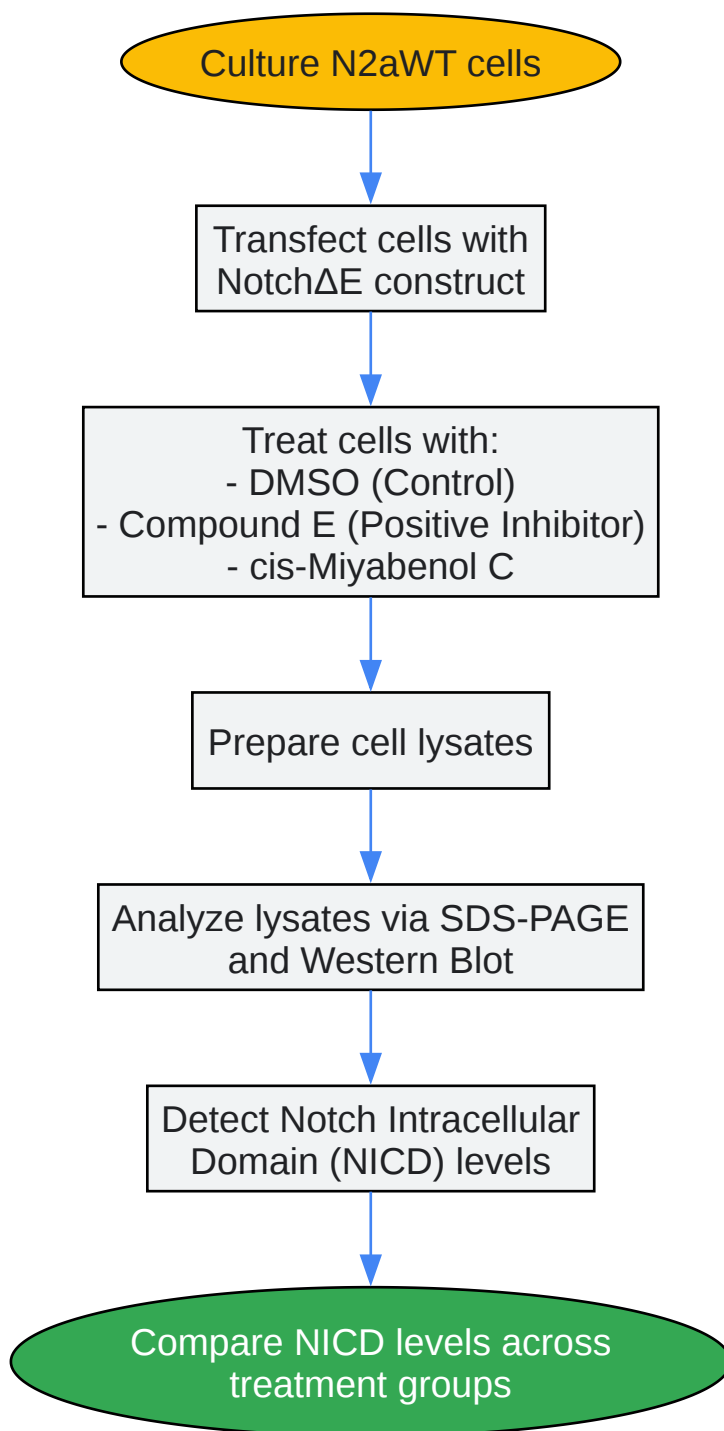 Culture N2aWT cells
Transfect cells with
NotchΔE construct
Treat cells with:
- DMSO (Control)
- Compound E (Positive Inhibitor)
- cis-Miyabenol C
Prepare cell lysates
Analyze lysates via SDS-PAGE
and Western Blot
Detect Notch Intracellular
Domain (NICD) levels
Compare NICD levels across
treatment groups